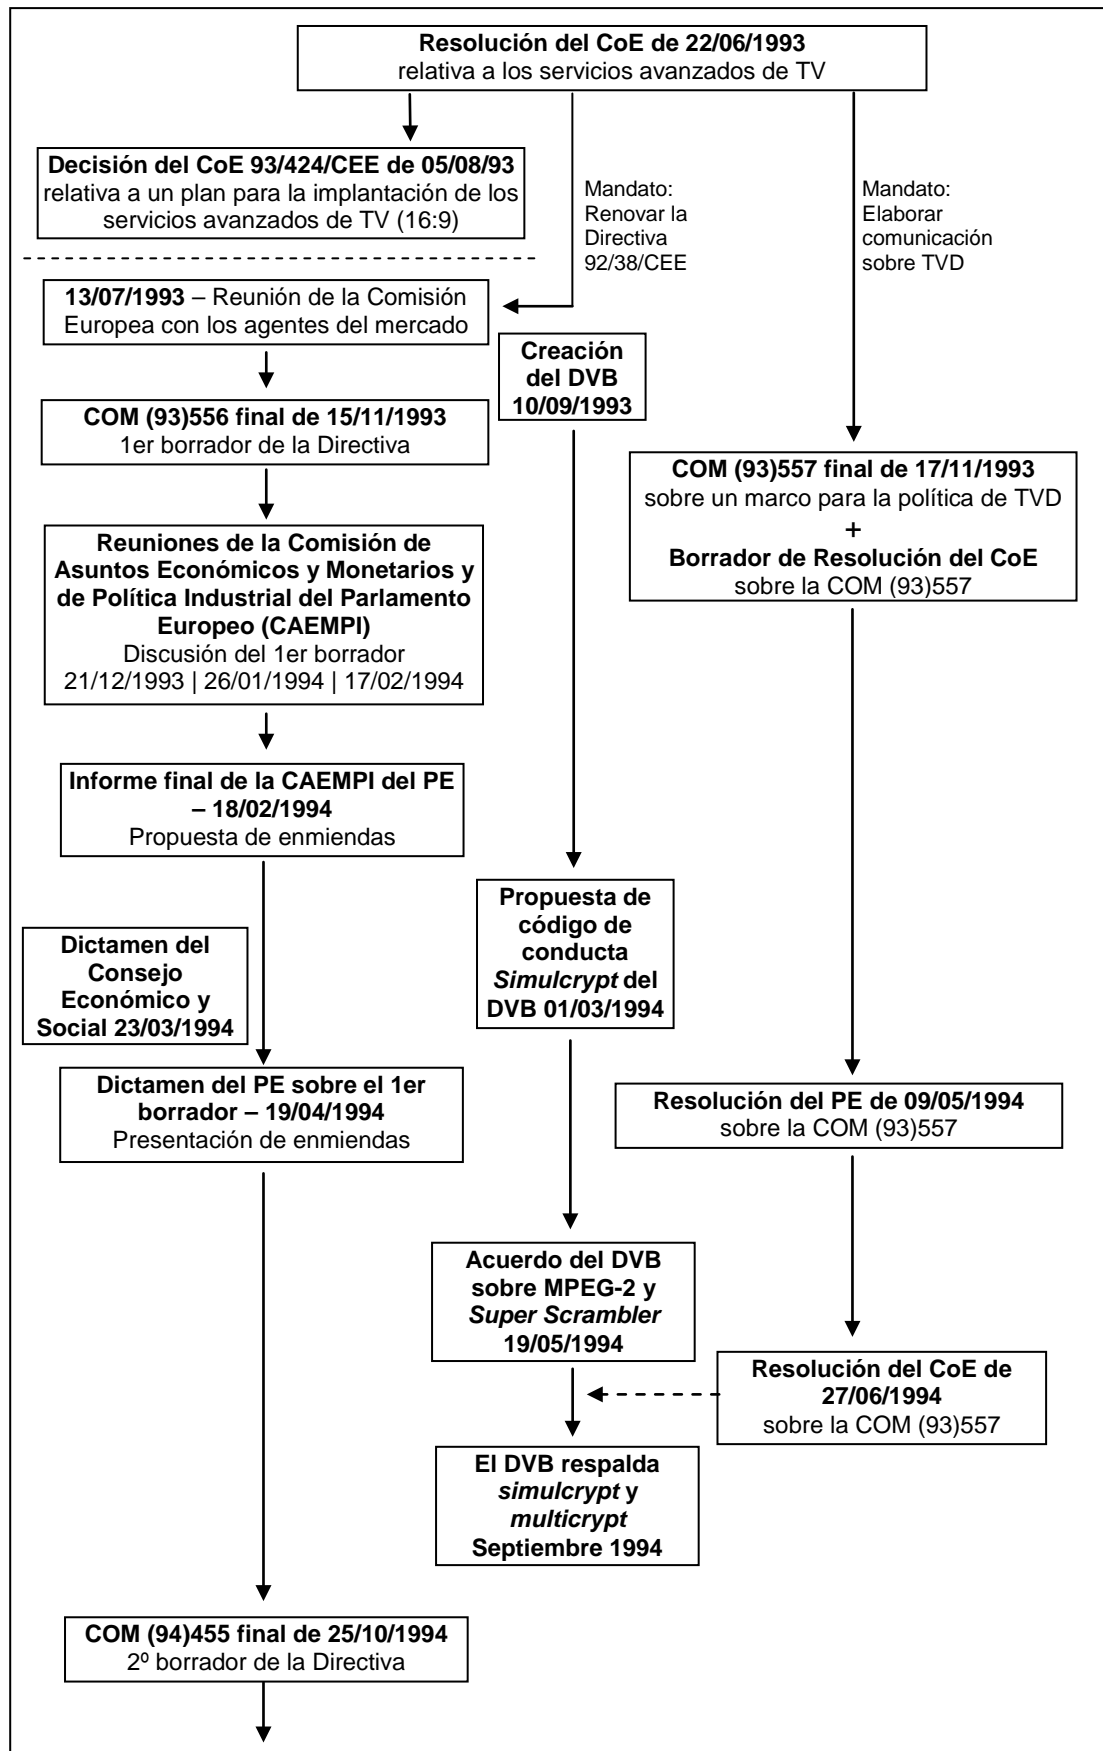 Resolución del CoE de 22/06/1993
relativa a los servicios avanzados de TV
Decisión del CoE 93/424/CEE de 05/08/93
relativa a un plan para la implantación de los
servicios avanzados de TV (16:9)
Mandato:
Renovar la
Directiva
92/38/CEE
Mandato:
Elaborar
comunicación
sobre TVD
13/07/1993 – Reunión de la Comisión
Europea con los agentes del mercado
Creación
del DVB
10/09/1993
COM (93)556 final de 15/11/1993
1er borrador de la Directiva
COM (93)557 final de 17/11/1993
sobre un marco para la política de TVD
+
Borrador de Resolución del CoE
sobre la COM (93)557
Reuniones de la Comisión de
Asuntos Económicos y Monetarios y
de Política Industrial del Parlamento
Europeo (CAEMPI)
Discusión del 1er borrador
21/12/1993 | 26/01/1994 | 17/02/1994
Informe final de la CAEMPI del PE
– 18/02/1994
Propuesta de enmiendas
Propuesta de
código de
conducta
Simulcrypt del
DVB 01/03/1994
Dictamen del
Consejo
Económico y
Social 23/03/1994
Dictamen del PE sobre el 1er
borrador – 19/04/1994
Presentación de enmiendas
Resolución del PE de 09/05/1994
sobre la COM (93)557
Acuerdo del DVB
sobre MPEG-2 y
Super Scrambler
19/05/1994
Resolución del CoE de
27/06/1994
sobre la COM (93)557
El DVB respalda
simulcrypt y
multicrypt
Septiembre 1994
COM (94)455 final de 25/10/1994
2º borrador de la Directiva